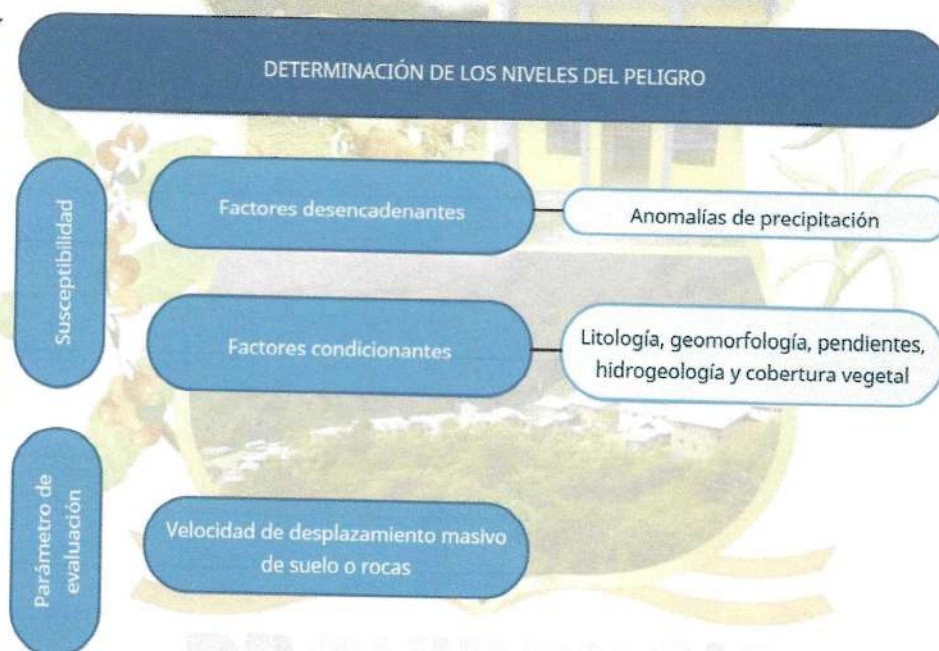 DETERMINACIÓN DE LOS NIVELES DEL PELIGRO
Susceptibilidad
Factores desencadenantes
Anomalías de precipitación
Factores condicionantes
Litología, geomorfología, pendientes,
hidrogeología y cobertura vegetal
Parámetro de
evaluación
Velocidad de desplazamiento masivo
de suelo o rocas